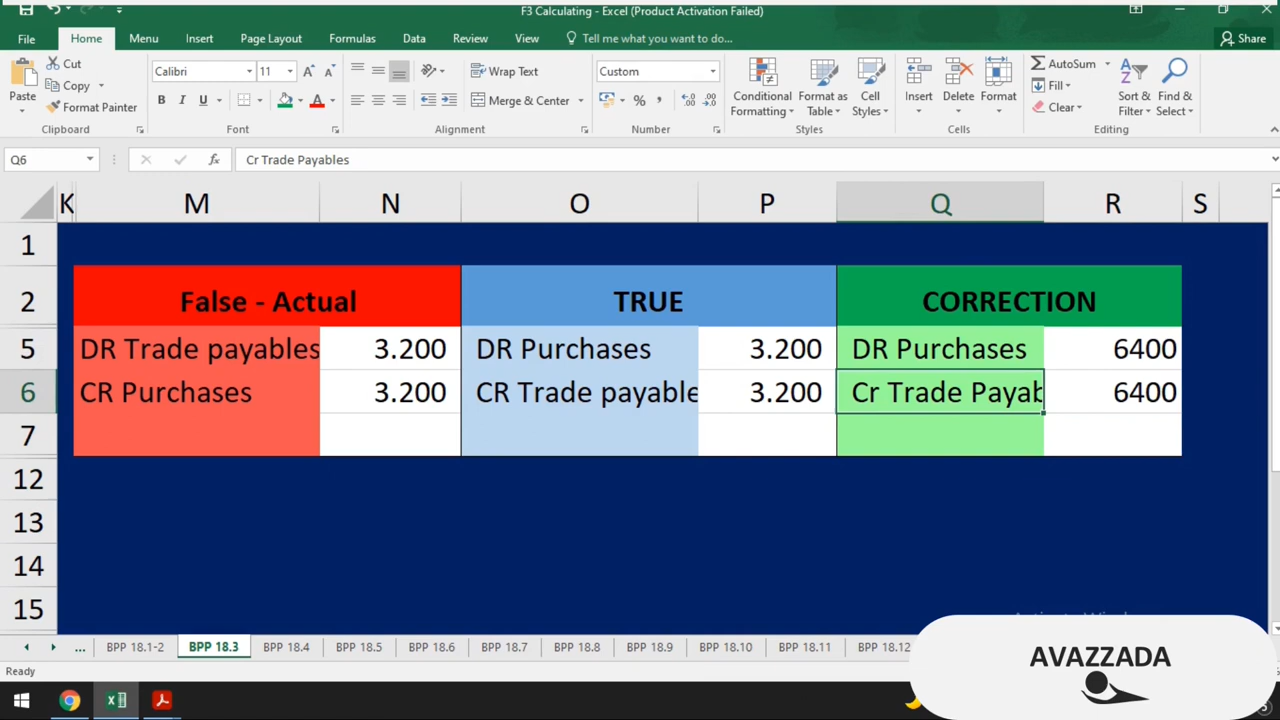 F3 Calculating - Excel (Product Activation Failed)
File Home Menu Insert Page Layout Formulas Data Review View Tell me what you want to do... Share
Paste Cut Copy Format Painter
Calibri 11 Wrap Text Merge & Center Custom
B I U A % ,
Conditional Formatting Format as Table Cell Styles Insert Delete Format
AutoSum Fill Clear Sort & Filter Find & Select
Clipboard Font Alignment Number Styles Cells Editing
Q6 fx Cr Trade Payables
K M N O P Q R S
1
2 False - Actual TRUE CORRECTION
5 DR Trade payables 3.200 DR Purchases 3.200 DR Purchases 6400
6 CR Purchases 3.200 CR Trade payable 3.200 Cr Trade Payab 6400
7
12
13
14
15
... BPP 18.1-2 BPP 18.3 BPP 18.4 BPP 18.5 BPP 18.6 BPP 18.7 BPP 18.8 BPP 18.9 BPP 18.10 BPP 18.11 BPP 18.12
Ready
AVAZZADA